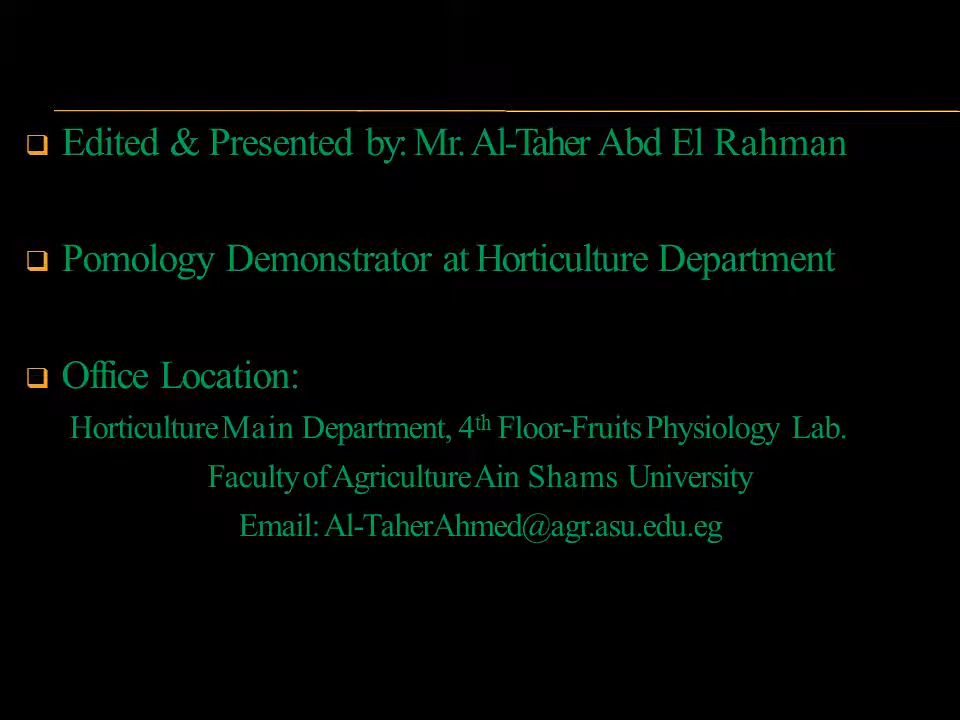 Edited & Presented by: Mr. Al-Taher Abd El Rahman
Pomology Demonstrator at Horticulture Department
Office Location:
Horticulture Main Department, 4th Floor-Fruits Physiology Lab.
Faculty of Agriculture Ain Shams University
Email: Al-TaherAhmed@agr.asu.edu.eg